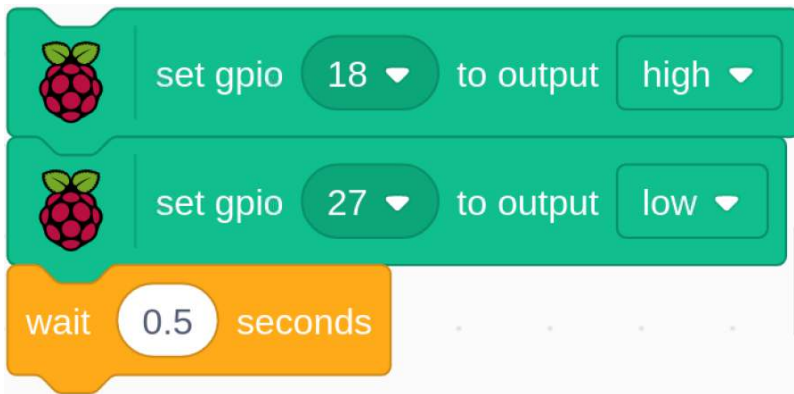 set gpio 18 to output high
set gpio 27 to output low
wait 0.5 seconds